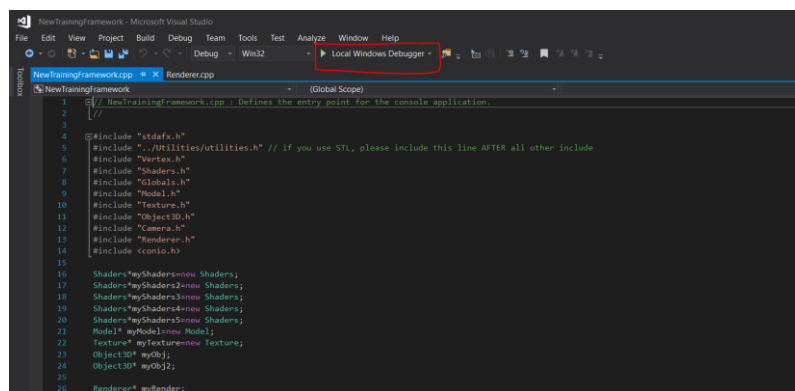 NewTrainingFramework - Microsoft Visual Studio
File Edit View Project Build Debug Team Tools Test Analyze Window Help
Debug Win32 Local Windows Debugger
Toolbox
NewTrainingFramework.cpp Renderer.cpp
NewTrainingFramework (Global Scope)
1 // NewTrainingFramework.cpp : Defines the entry point for the console application.
2 //
3
4 #include "stdafx.h"
5 #include "../Utilities/utilities.h" // if you use STL, please include this line AFTER all other include
6 #include "Vertex.h"
7 #include "Shaders.h"
8 #include "Globals.h"
9 #include "Model.h"
10 #include "Texture.h"
11 #include "Object3D.h"
12 #include "Camera.h"
13 #include "Renderer.h"
14 #include <conio.h>
15
16 Shaders*myShaders=new Shaders;
17 Shaders*myShaders2=new Shaders;
18 Shaders*myShaders3=new Shaders;
19 Shaders*myShaders4=new Shaders;
20 Shaders*myShaders5=new Shaders;
21 Model* myModel=new Model;
22 Texture* myTexture=new Texture;
23 Object3D* myObj;
24 Object3D* myObj2;
25
26 Renderer* myRender;